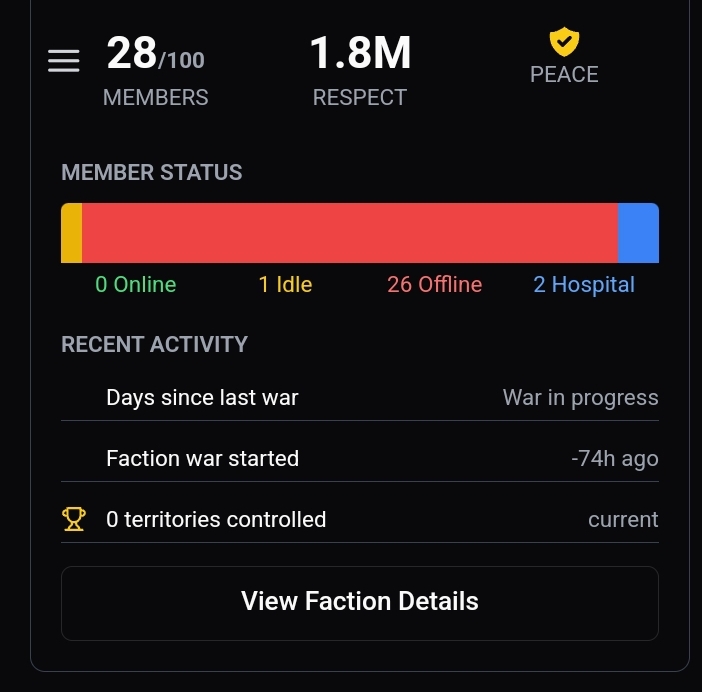 28/100
MEMBERS
1.8M
RESPECT
PEACE
MEMBER STATUS
0 Online 1 Idle 26 Offline 2 Hospital
RECENT ACTIVITY
Days since last war War in progress
Faction war started -74h ago
0 territories controlled current
View Faction Details